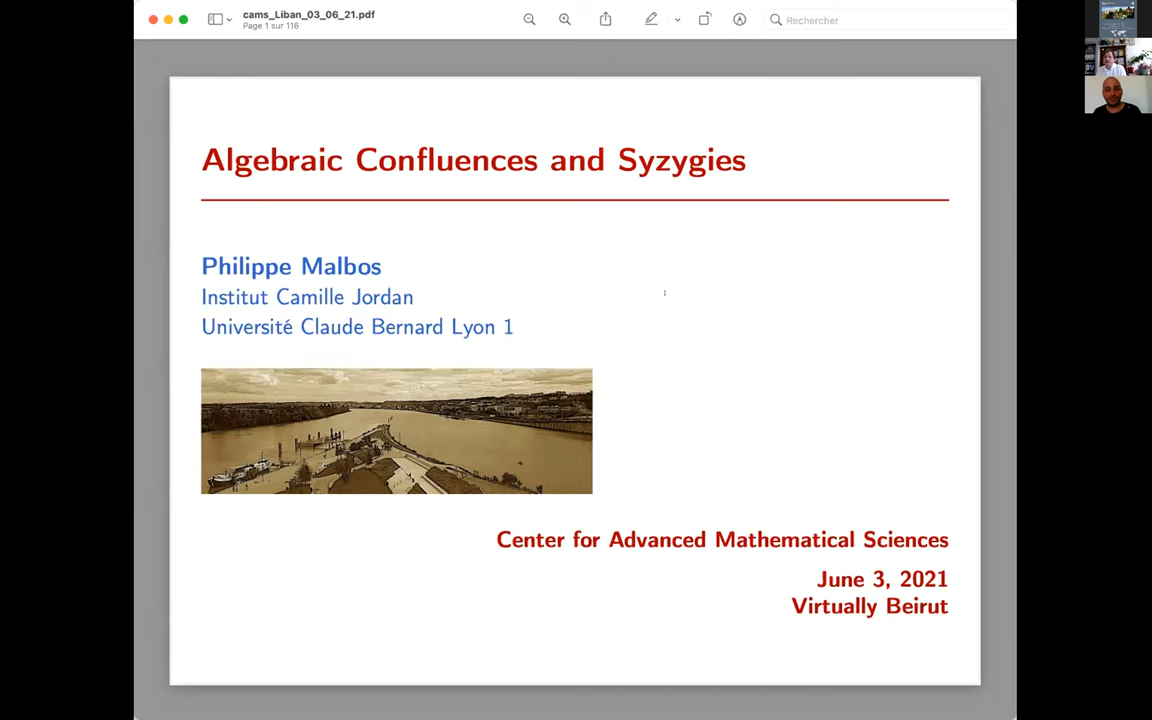 cams_Liban_03_06_21.pdf
Page 1 sur 116
Rechercher
Algebraic Confluences and Syzygies
Philippe Malbos
Institut Camille Jordan
Université Claude Bernard Lyon 1
Center for Advanced Mathematical Sciences
June 3, 2021
Virtually Beirut